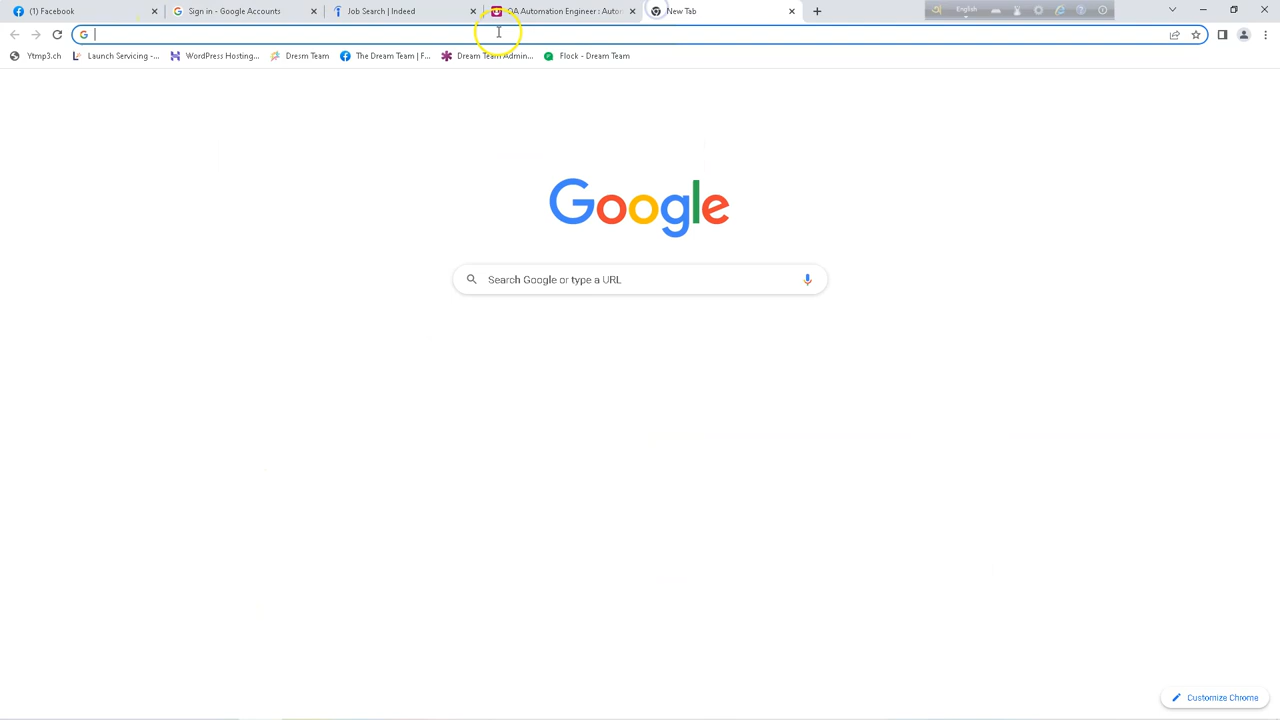 (1) Facebook Sign in - Google Accounts Job Search | Indeed QA Automation Engineer : Autom New Tab English
Ytmp3.ch Launch Servicing -... WordPress Hosting... Dresm Team The Dream Team | F... Dream Team Admin... Flock - Dream Team
Google
Search Google or type a URL
Customize Chrome